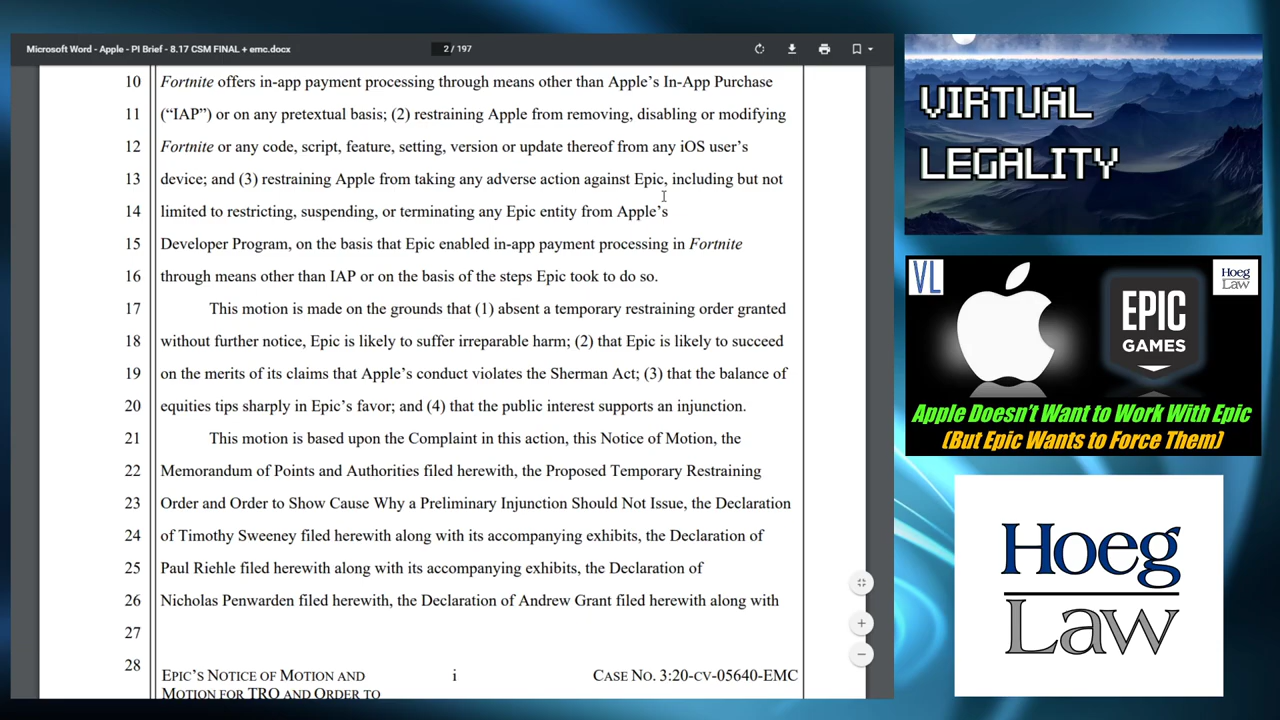 Microsoft Word - Apple - PI Brief - 8.17 CSM FINAL + emc.docx
2 / 197
10 Fortnite offers in-app payment processing through means other than Apple’s In-App Purchase
11 (“IAP”) or on any pretextual basis; (2) restraining Apple from removing, disabling or modifying
12 Fortnite or any code, script, feature, setting, version or update thereof from any iOS user’s
13 device; and (3) restraining Apple from taking any adverse action against Epic, including but not
14 limited to restricting, suspending, or terminating any Epic entity from Apple’s
15 Developer Program, on the basis that Epic enabled in-app payment processing in Fortnite
16 through means other than IAP or on the basis of the steps Epic took to do so.
17 This motion is made on the grounds that (1) absent a temporary restraining order granted
18 without further notice, Epic is likely to suffer irreparable harm; (2) that Epic is likely to succeed
19 on the merits of its claims that Apple’s conduct violates the Sherman Act; (3) that the balance of
20 equities tips sharply in Epic’s favor; and (4) that the public interest supports an injunction.
21 This motion is based upon the Complaint in this action, this Notice of Motion, the
22 Memorandum of Points and Authorities filed herewith, the Proposed Temporary Restraining
23 Order and Order to Show Cause Why a Preliminary Injunction Should Not Issue, the Declaration
24 of Timothy Sweeney filed herewith along with its accompanying exhibits, the Declaration of
25 Paul Riehle filed herewith along with its accompanying exhibits, the Declaration of
26 Nicholas Penwarden filed herewith, the Declaration of Andrew Grant filed herewith along with
27
28 EPIC’S NOTICE OF MOTION AND i CASE NO. 3:20-CV-05640-EMC
MOTION FOR TRO AND ORDER TO
VIRTUAL
LEGALITY
VL
Hoeg
Law
EPIC
GAMES
Apple Doesn’t Want to Work With Epic
(But Epic Wants to Force Them)
Hoeg
Law